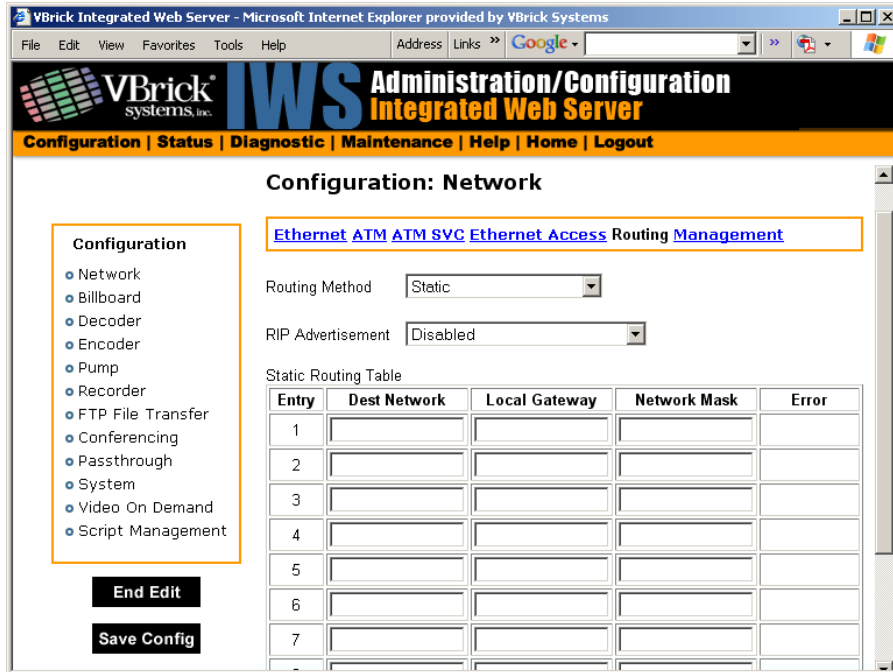 VBrick Integrated Web Server - Microsoft Internet Explorer provided by VBrick Systems
File Edit View Favorites Tools Help Address Links » Google » 
VBrick systems, inc. IWS Administration/Configuration
Integrated Web Server
Configuration | Status | Diagnostic | Maintenance | Help | Home | Logout
Configuration: Network
Configuration
Network
Billboard
Decoder
Encoder
Pump
Recorder
FTP File Transfer
Conferencing
Passthrough
System
Video On Demand
Script Management
End Edit
Save Config
Ethernet ATM ATM SVC Ethernet Access Routing Management
Routing Method Static
RIP Advertisement Disabled
Static Routing Table
Entry Dest Network Local Gateway Network Mask Error
1
2
3
4
5
6
7